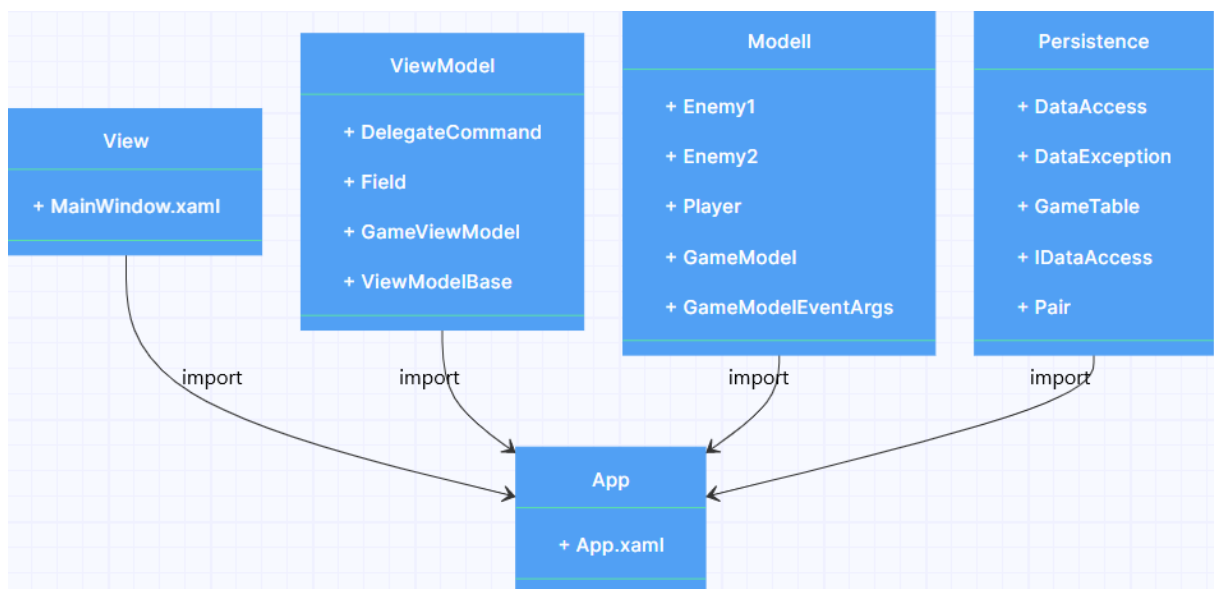 View
+ MainWindow.xaml
ViewModel
+ DelegateCommand
+ Field
+ GameViewModel
+ ViewModelBase
Modell
+ Enemy1
+ Enemy2
+ Player
+ GameModel
+ GameModelEventArgs
Persistence
+ DataAccess
+ DataException
+ GameTable
+ IDataAccess
+ Pair
import
import
import
import
App
+ App.xaml